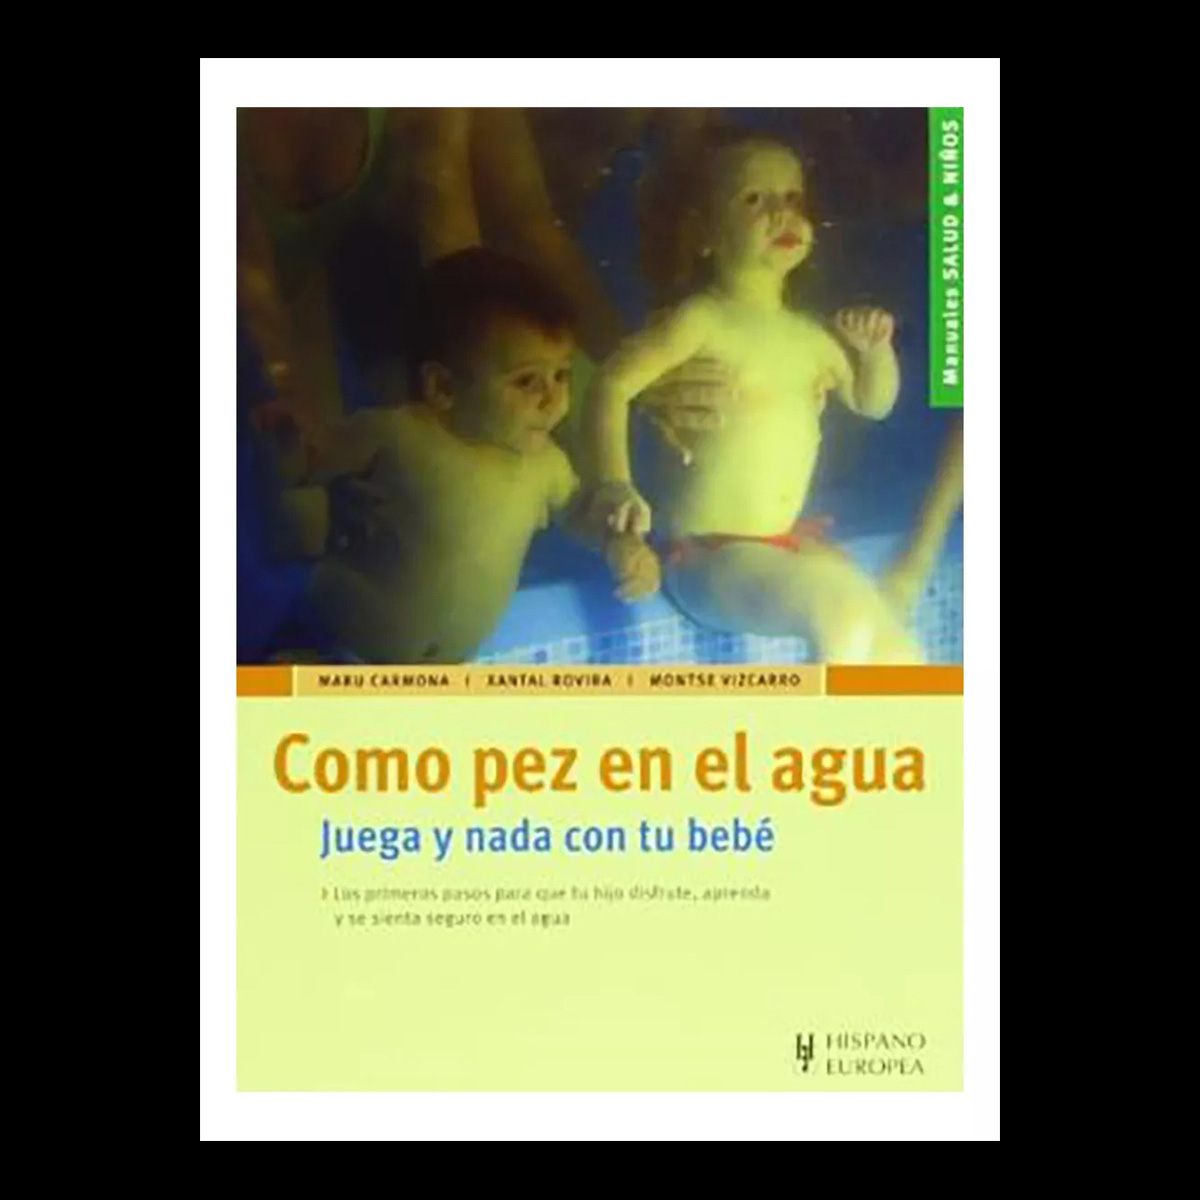 Manuales SALUD & NIÑOS
MARU CARMONA | XANTAL ROVIRA | MONTSE VIZCARRO
Como pez en el agua
Juega y nada con tu bebé
› Los primeros pasos para que tu hijo disfrute, aprenda
y se sienta seguro en el agua
HISPANO
EUROPEA